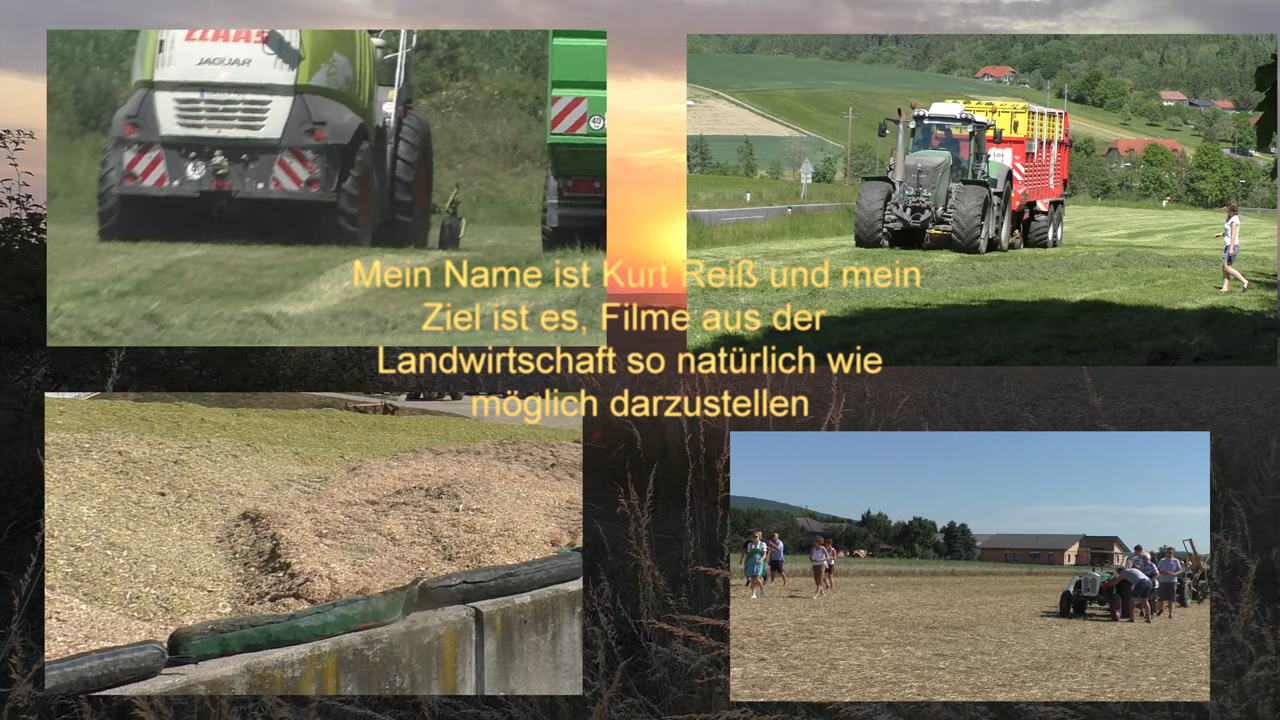 CLAAS
JAGUAR
40
Mein Name ist Kurt Reiß und mein
Ziel ist es, Filme aus der
Landwirtschaft so natürlich wie
möglich darzustellen